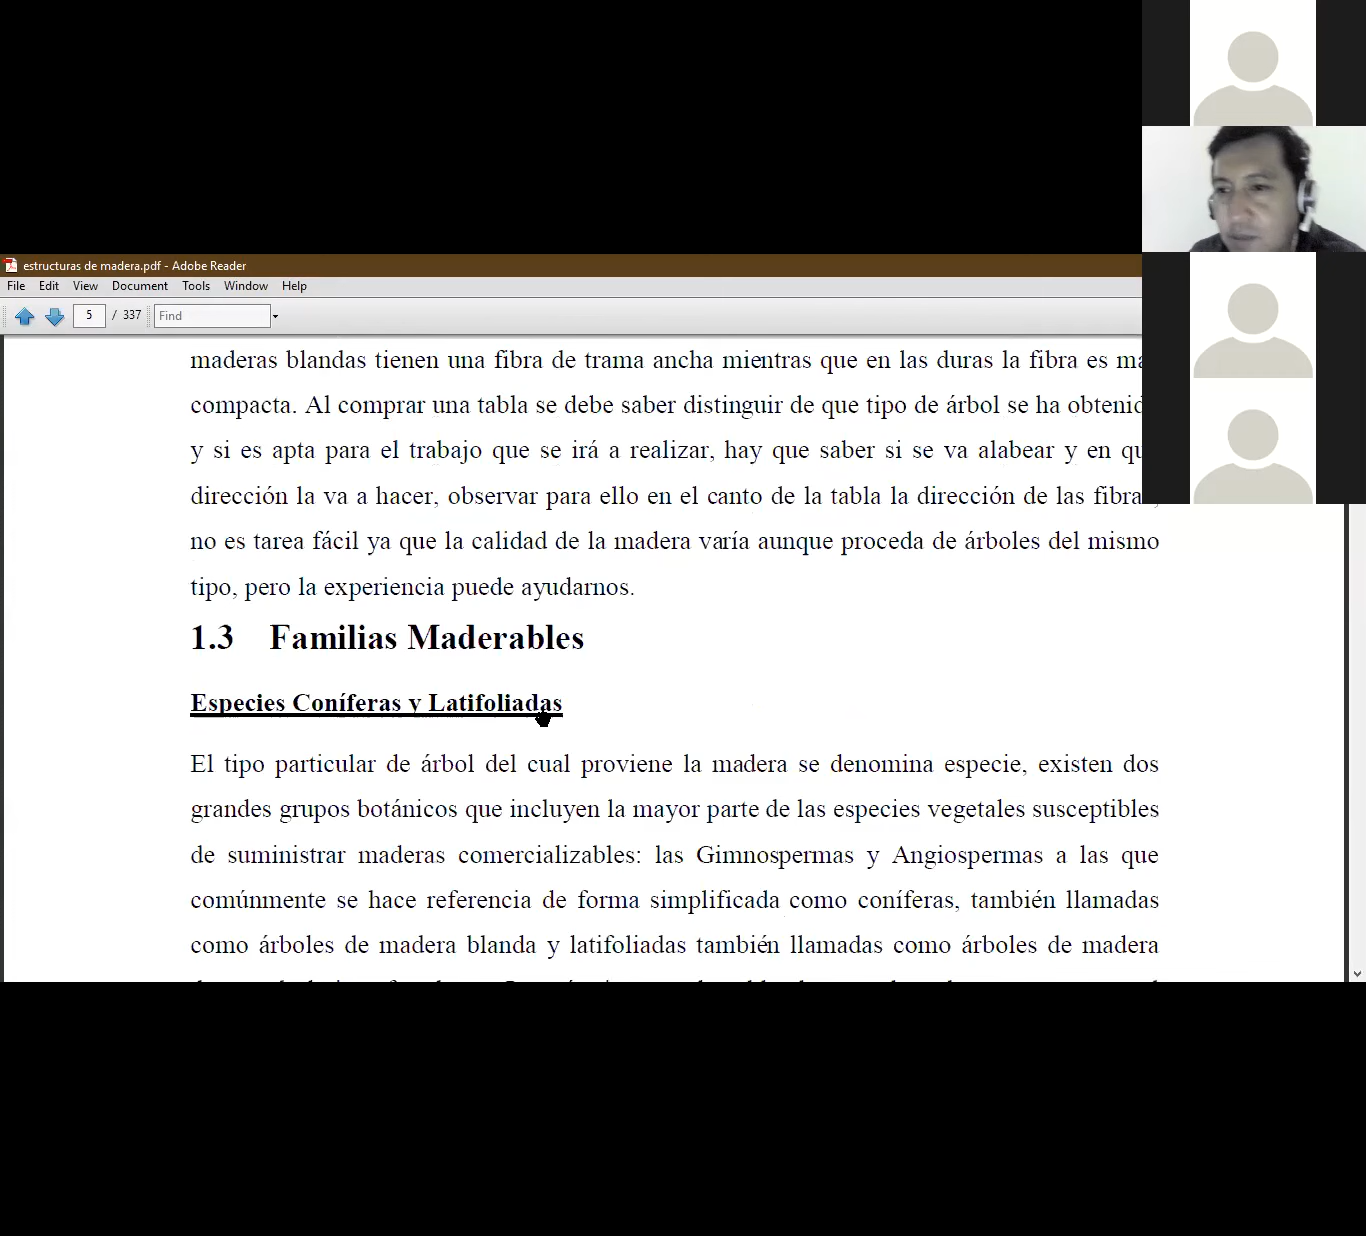 estructuras de madera.pdf - Adobe Reader
File Edit View Document Tools Window Help
5 / 337 Find
maderas blandas tienen una fibra de trama ancha mientras que en las duras la fibra es
compacta. Al comprar una tabla se debe saber distinguir de que tipo de árbol se ha
y si es apta para el trabajo que se irá a realizar, hay que saber si se va alabear y en
dirección la va a hacer, observar para ello en el canto de la tabla la dirección de las
no es tarea fácil ya que la calidad de la madera varía aunque proceda de árboles del mismo
tipo, pero la experiencia puede ayudarnos.
1.3 Familias Maderables
Especies Coníferas y Latifoliadas
El tipo particular de árbol del cual proviene la madera se denomina especie, existen dos
grandes grupos botánicos que incluyen la mayor parte de las especies vegetales susceptibles
de suministrar maderas comercializables: las Gimnospermas y Angiospermas a las que
comúnmente se hace referencia de forma simplificada como coníferas, también llamadas
como árboles de madera blanda y latifoliadas también llamadas como árboles de madera